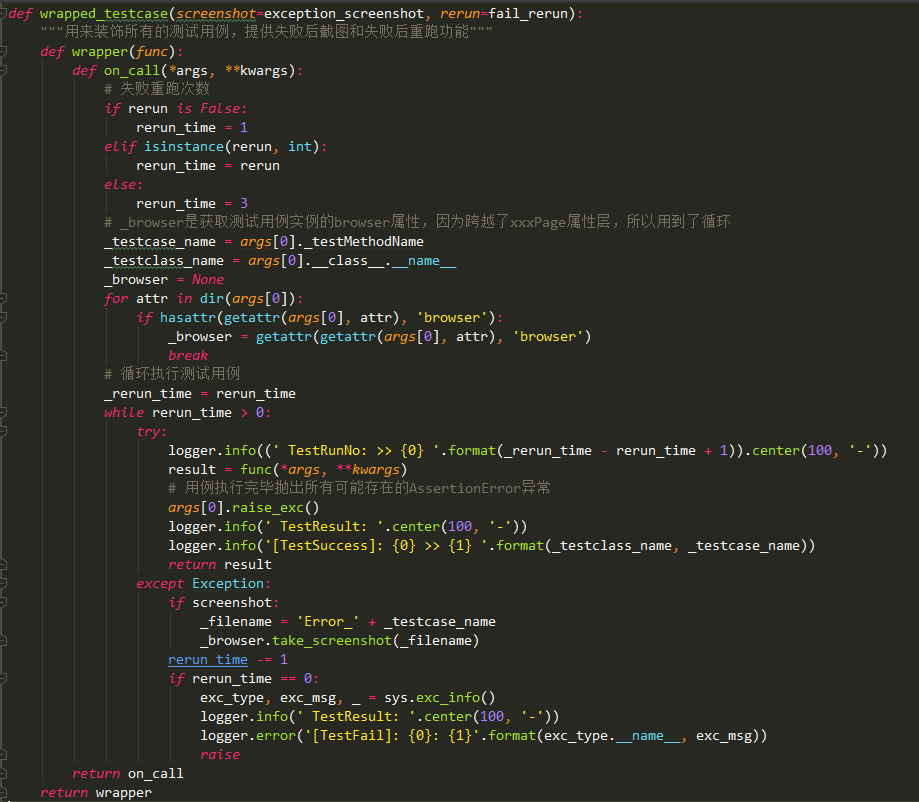 def wrapped_testcase(screenshot=exception_screenshot, rerun=fail_rerun):
    """用来装饰所有的测试用例，提供失败后截图和失败后重跑功能"""
    def wrapper(func):
        def on_call(*args, **kwargs):
            # 失败重跑次数
            if rerun is False:
                rerun_time = 1
            elif isinstance(rerun, int):
                rerun_time = rerun
            else:
                rerun_time = 3
            # _browser是获取测试用例实例的browser属性，因为跨越了xxxPage属性层，所以用到了循环
            _testcase_name = args[0]._testMethodName
            _testclass_name = args[0].__class__.__name__
            _browser = None
            for attr in dir(args[0]):
                if hasattr(getattr(args[0], attr), 'browser'):
                    _browser = getattr(getattr(args[0], attr), 'browser')
                    break
            # 循环执行测试用例
            _rerun_time = rerun_time
            while rerun_time > 0:
                try:
                    logger.info((' TestRunNo: >> {0} '.format(_rerun_time - rerun_time + 1)).center(100, '-'))
                    result = func(*args, **kwargs)
                    # 用例执行完毕抛出所有可能存在的AssertionError异常
                    args[0].raise_exc()
                    logger.info(' TestResult: '.center(100, '-'))
                    logger.info('[TestSuccess]: {0} >> {1} '.format(_testclass_name, _testcase_name))
                    return result
                except Exception:
                    if screenshot:
                        _filename = 'Error_' + _testcase_name
                        _browser.take_screenshot(_filename)
                    rerun_time -= 1
                    if rerun_time == 0:
                        exc_type, exc_msg, _ = sys.exc_info()
                        logger.info(' TestResult: '.center(100, '-'))
                        logger.error('[TestFail]: {0}: {1}'.format(exc_type.__name__, exc_msg))
                        raise
        return on_call
    return wrapper